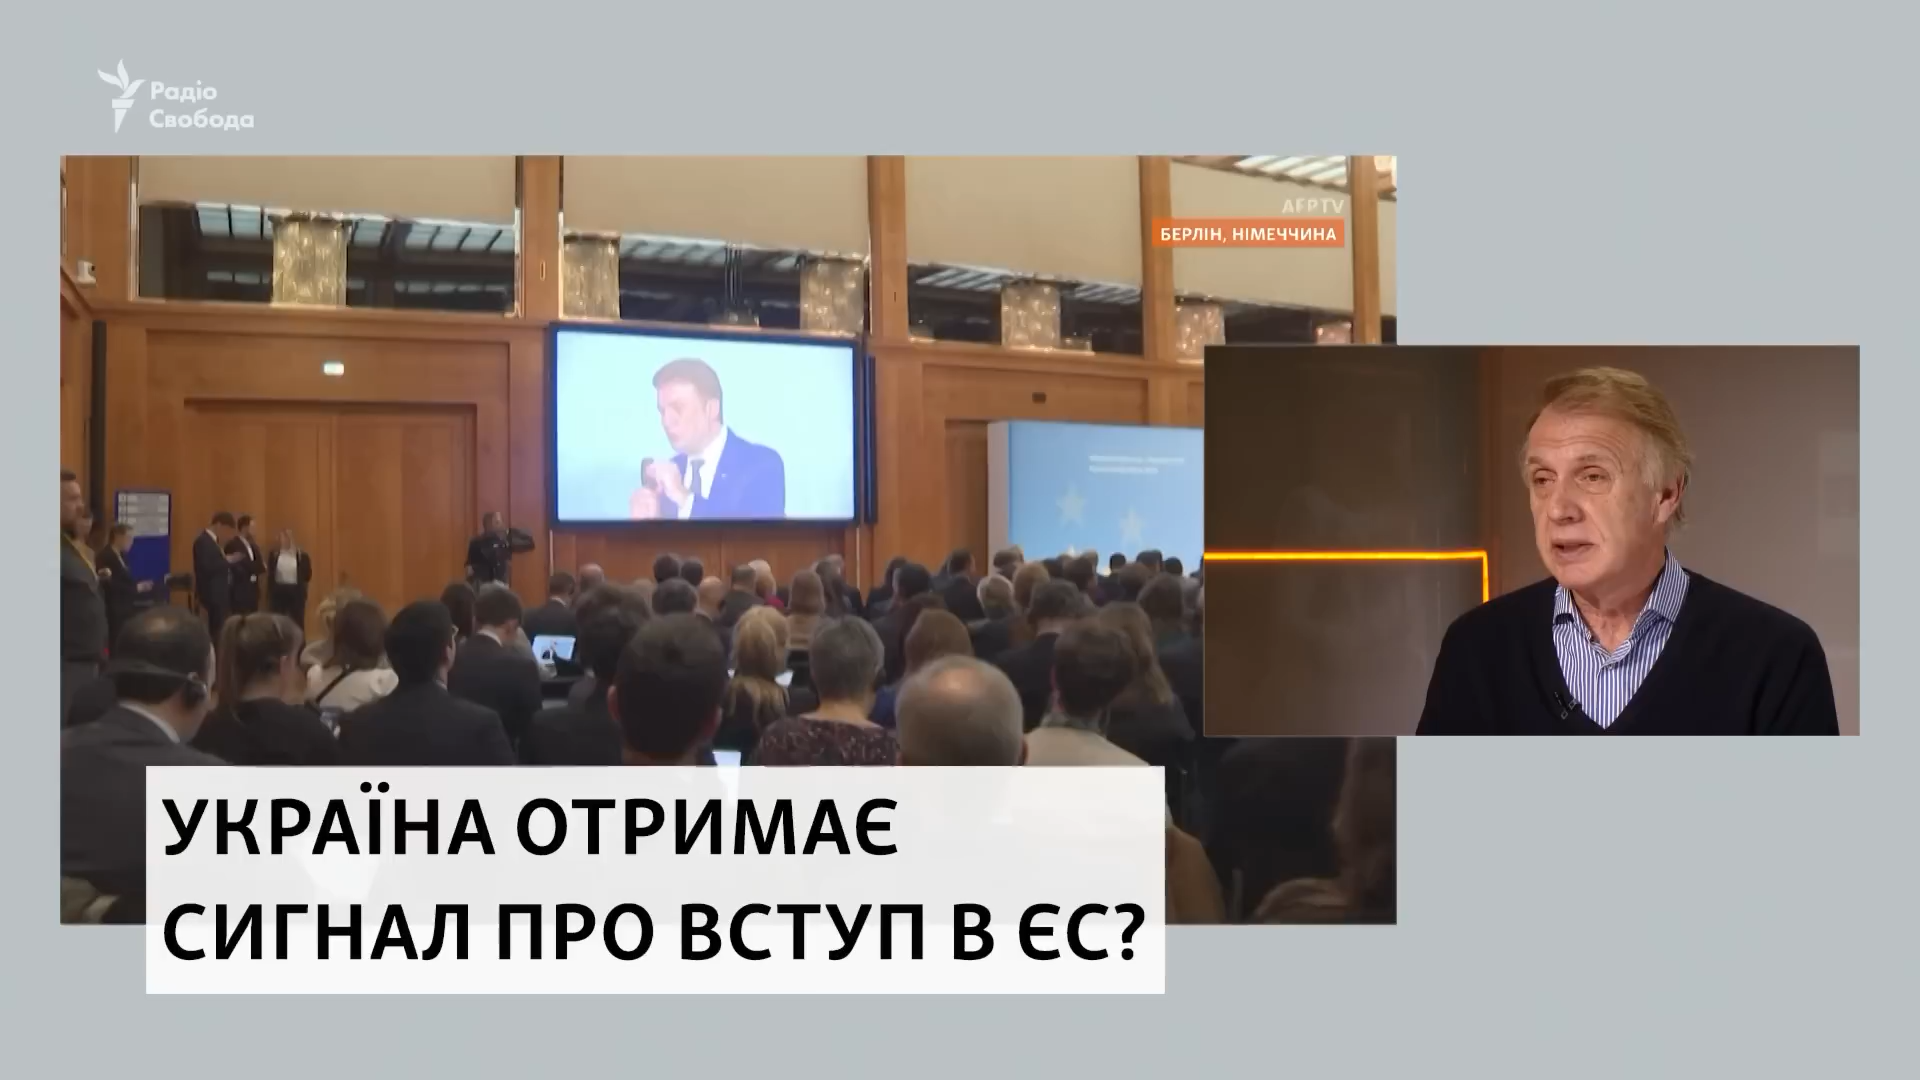 Радіо
Свобода
AFPTV
БЕРЛІН, НІМЕЧЧИНА
УКРАЇНА ОТРИМАЄ
СИГНАЛ ПРО ВСТУП В ЄС?